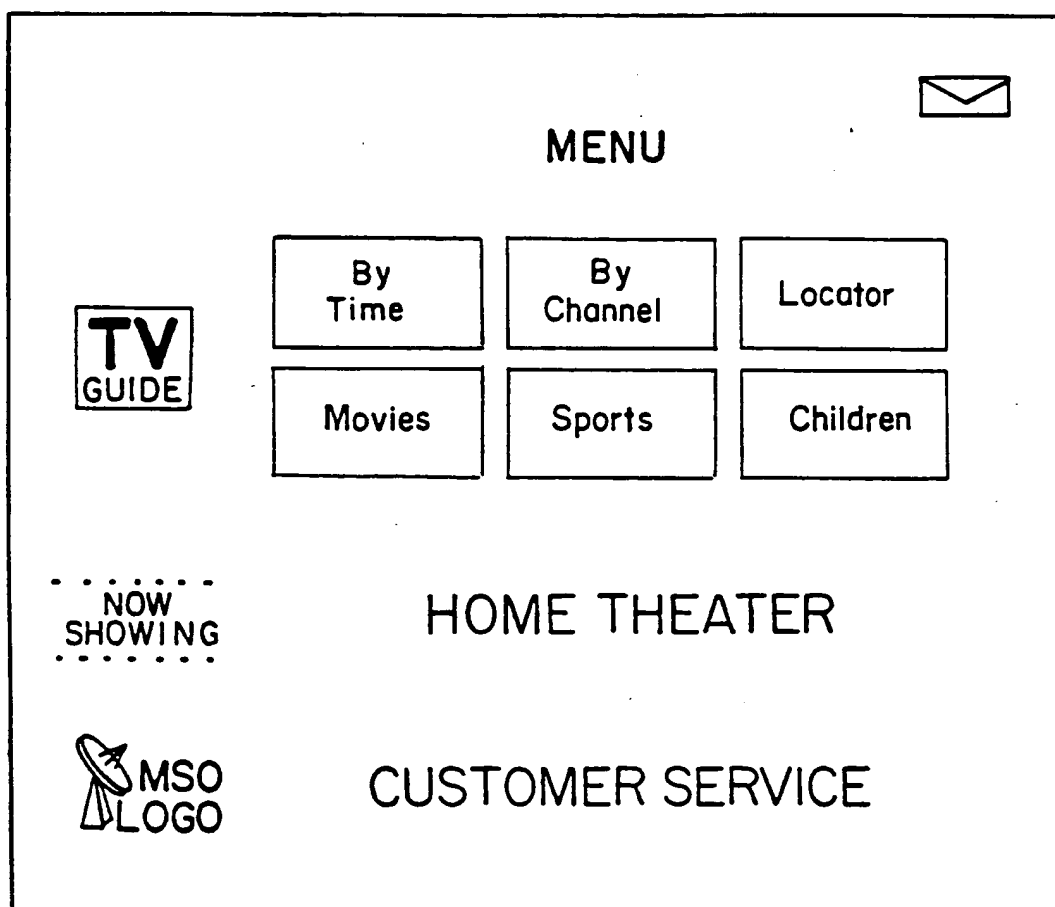 MENU
By
Time
By
Channel
Locator
TV
GUIDE
Movies
Sports
Children
NOW
SHOWING
HOME THEATER
MSO
LOGO
CUSTOMER SERVICE